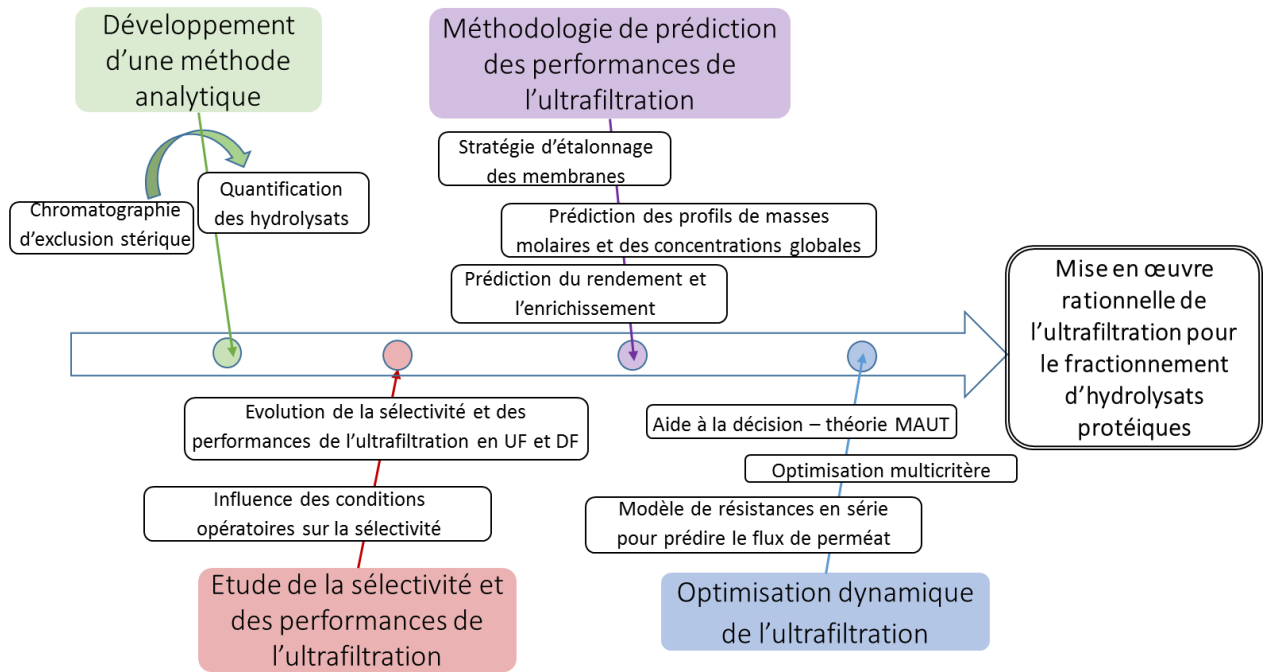 Développement
d’une méthode
analytique
Chromatographie
d’exclusion stérique
Quantification
des hydrolysats
Méthodologie de prédiction
des performances de
l’ultrafiltration
Stratégie d’étalonnage
des membranes
Prédiction des profils de masses
molaires et des concentrations globales
Prédiction du rendement et
l’enrichissement
Mise en œuvre
rationnelle de
l’ultrafiltration pour
le fractionnement
d’hydrolysats
protéiques
Evolution de la sélectivité et des
performances de l’ultrafiltration en UF et DF
Influence des conditions
opératoires sur la sélectivité
Etude de la sélectivité et
des performances de
l’ultrafiltration
Aide à la décision – théorie MAUT
Optimisation multicritère
Modèle de résistances en série
pour prédire le flux de perméat
Optimisation dynamique
de l’ultrafiltration